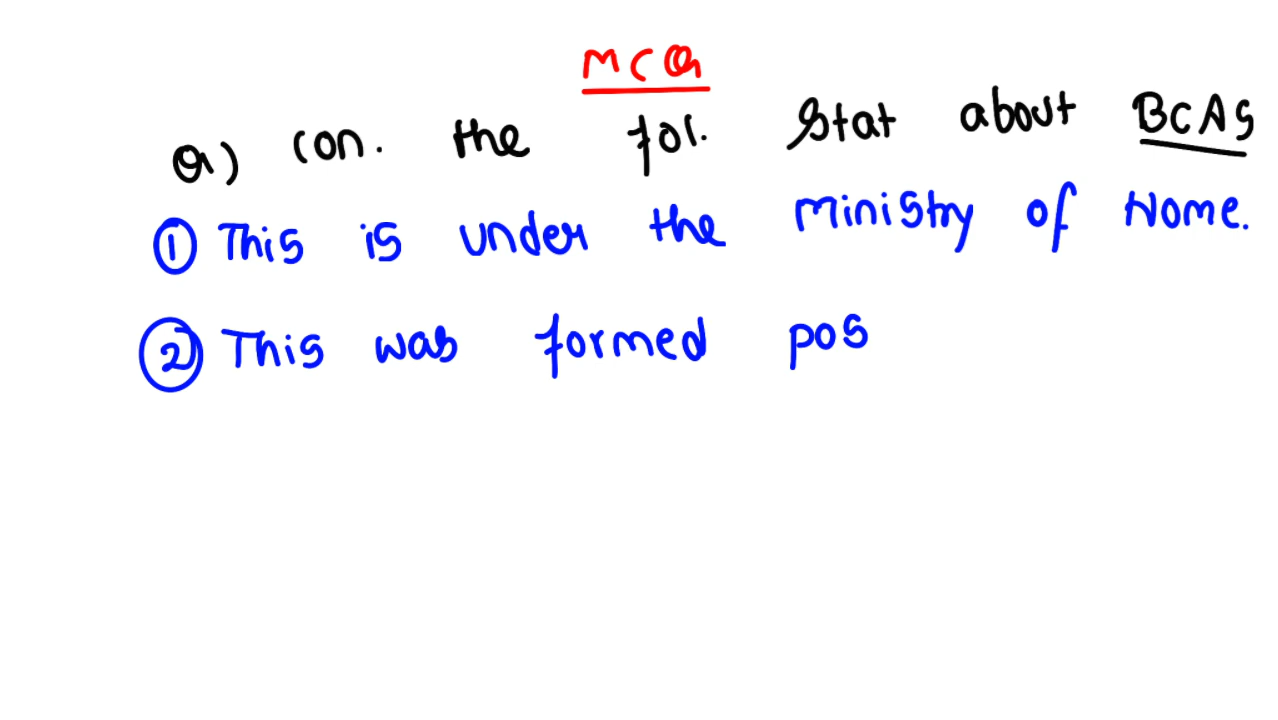 MCQ
Q) Con. the fol. Stat about BCAS
① This is under the Ministry of Home.
② This was formed pos